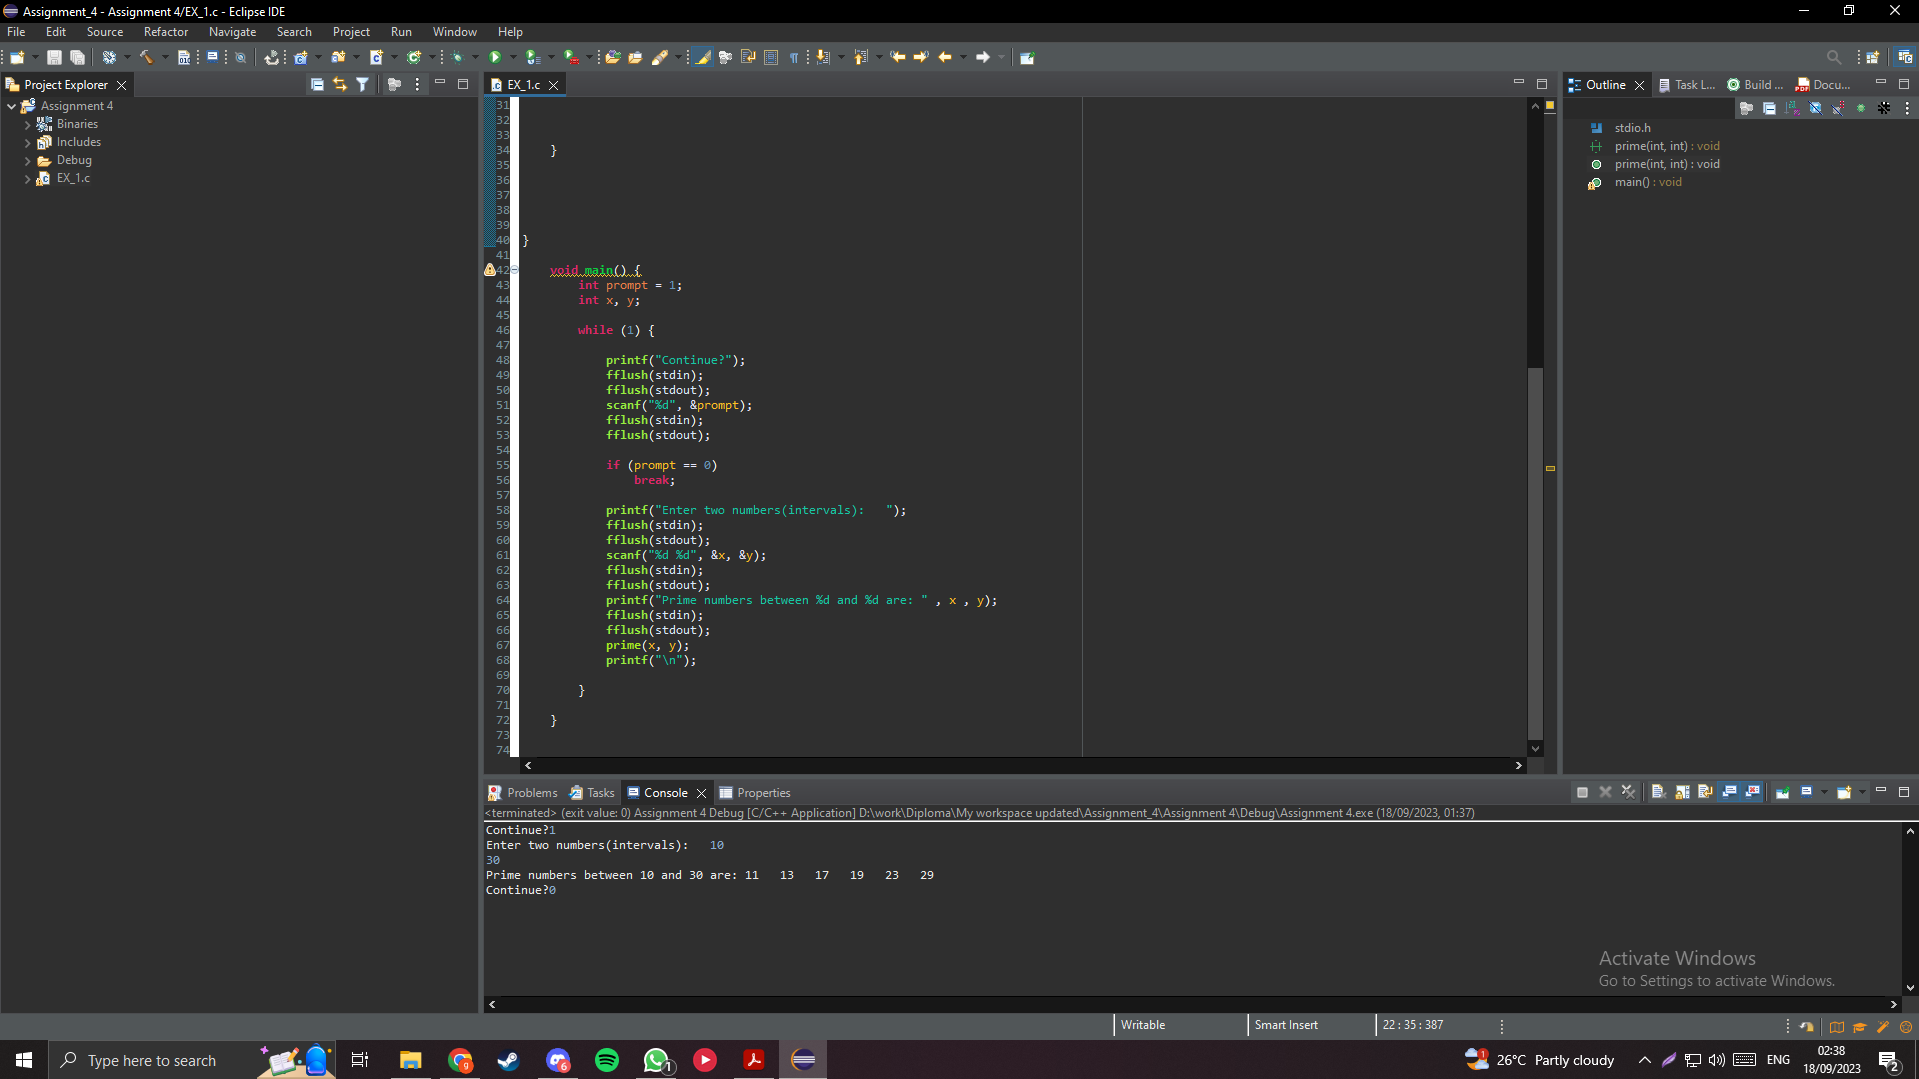 Assignment_4 - Assignment 4/EX_1.c - Eclipse IDE
File Edit Source Refactor Navigate Search Project Run Window Help
Project Explorer
Assignment 4
Binaries
Includes
Debug
EX_1.c
EX_1.c
31
32
33
34 }
35
36
37
38
39
40 }
41
42 void main() {
43 int prompt = 1;
44 int x, y;
45
46 while (1) {
47
48 printf("Continue?");
49 fflush(stdin);
50 fflush(stdout);
51 scanf("%d", &prompt);
52 fflush(stdin);
53 fflush(stdout);
54
55 if (prompt == 0)
56 break;
57
58 printf("Enter two numbers(intervals):   ");
59 fflush(stdin);
60 fflush(stdout);
61 scanf("%d %d", &x, &y);
62 fflush(stdin);
63 fflush(stdout);
64 printf("Prime numbers between %d and %d are: " , x , y);
65 fflush(stdin);
66 fflush(stdout);
67 prime(x, y);
68 printf("\n");
69
70 }
71
72 }
73
74
Outline Task L... Build ... Docu...
stdio.h
prime(int, int) : void
prime(int, int) : void
main() : void
Problems Tasks Console Properties
<terminated> (exit value: 0) Assignment 4 Debug [C/C++ Application] D:\work\Diploma\My workspace updated\Assignment_4\Assignment 4\Debug\Assignment 4.exe (18/09/2023, 01:37)
Continue?1
Enter two numbers(intervals):   10
30
Prime numbers between 10 and 30 are: 11   13   17   19   23   29
Continue?0
Activate Windows
Go to Settings to activate Windows.
Writable Smart Insert 22 : 35 : 387
Type here to search
6
1
1
26°C Partly cloudy
ENG
02:38
18/09/2023
2